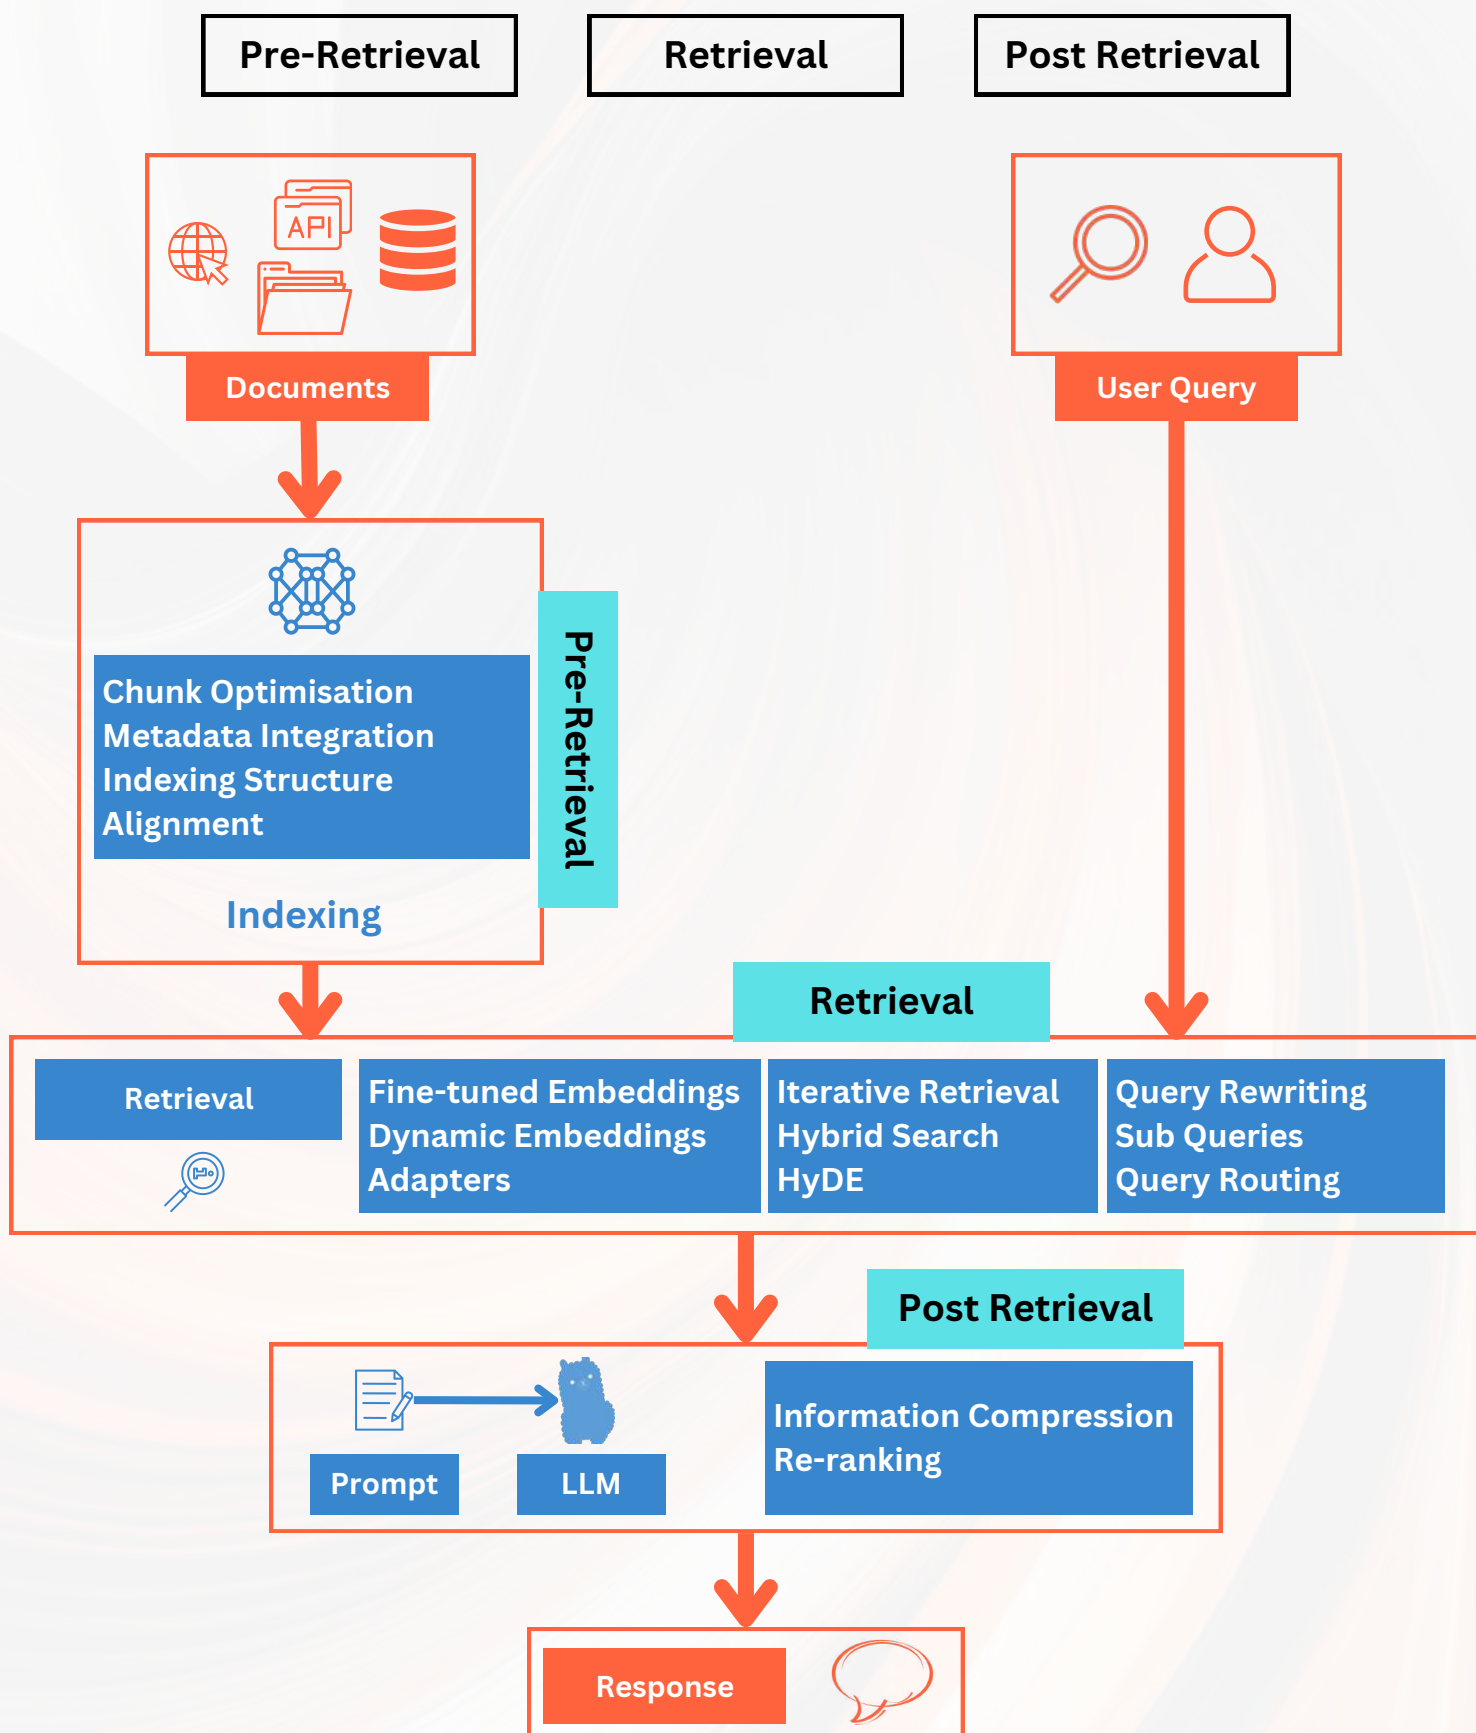 Pre-Retrieval
Retrieval
Post Retrieval
API
Documents
User Query
Chunk Optimisation
Metadata Integration
Indexing Structure
Alignment
Pre-Retrieval
Indexing
Retrieval
Retrieval
Fine-tuned Embeddings
Dynamic Embeddings
Adapters
Iterative Retrieval
Hybrid Search
HyDE
Query Rewriting
Sub Queries
Query Routing
Post Retrieval
Prompt
LLM
Information Compression
Re-ranking
Response